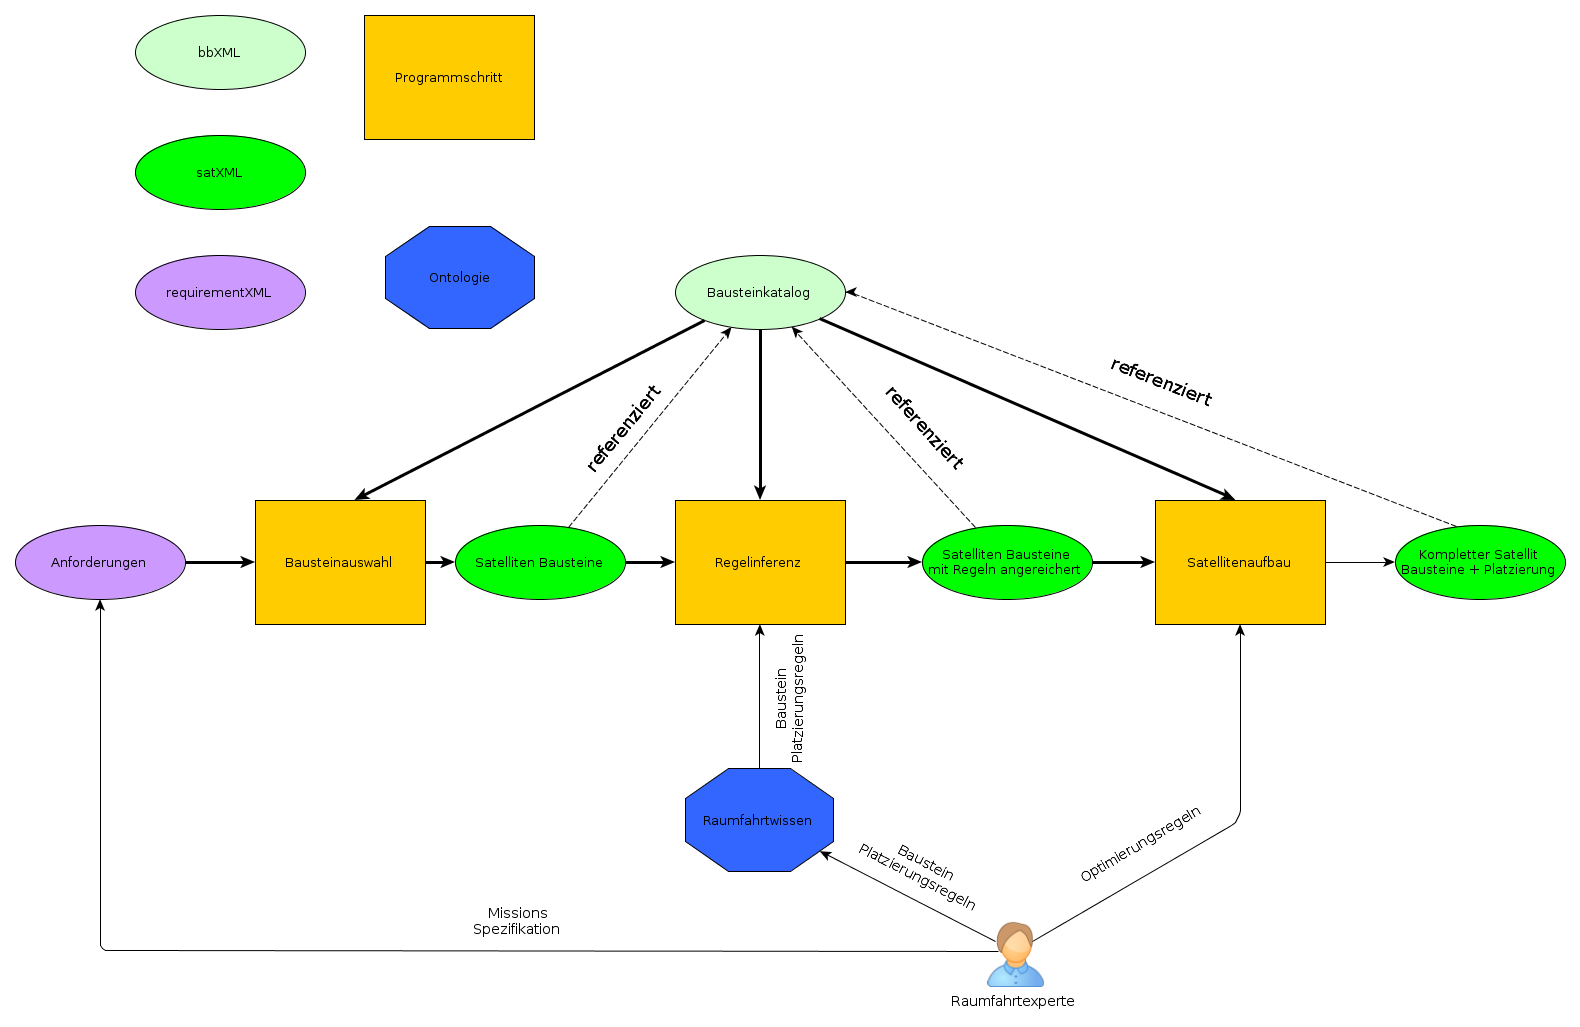 bbXML
Programmschritt
satXML
requirementXML
Ontologie
Bausteinkatalog
referenziert
referenziert
referenziert
Anforderungen
Bausteinauswahl
Satelliten Bausteine
Regelinferenz
Satelliten Bausteine
mit Regeln angereichert
Satellitenaufbau
Kompletter Satellit
Bausteine + Platzierung
Baustein
Platzierungsregeln
Raumfahrtwissen
Baustein
Platzierungsregeln
Optimierungsregeln
Missions
Spezifikation
Raumfahrtexperte